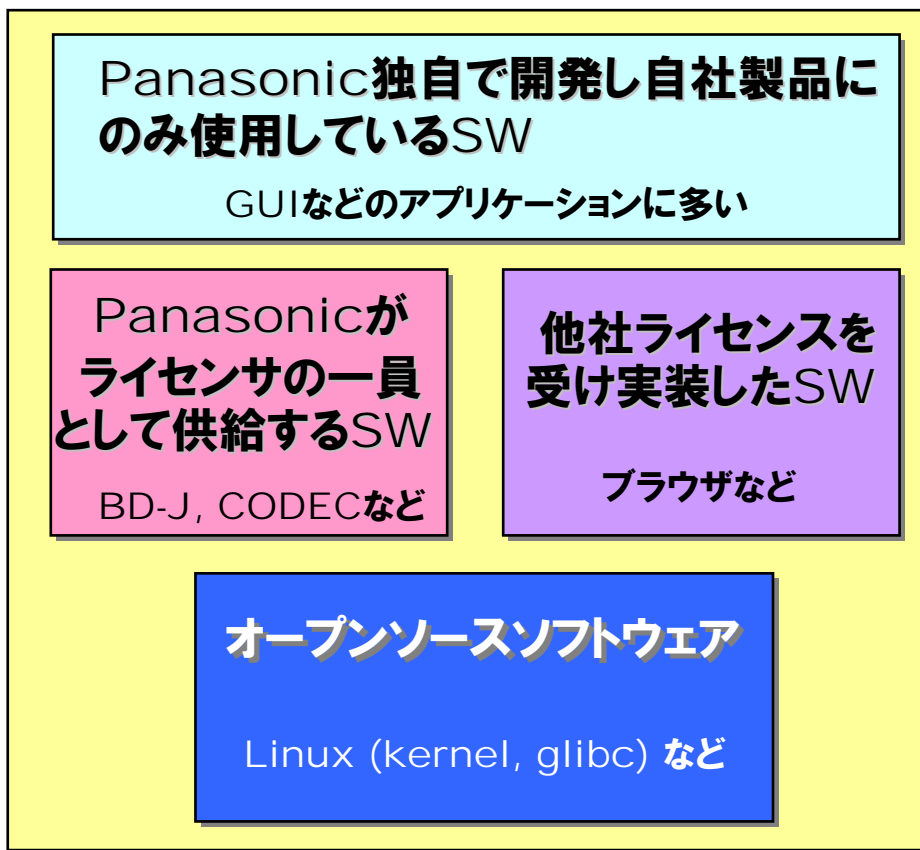 Panasonic独自で開発し自社製品に
のみ使用しているSW
GUIなどのアプリケーションに多い
Panasonicが
ライセンサの一員
として供給するSW
BD-J, CODECなど
他社ライセンスを
受け実装したSW
ブラウザなど
オープンソースソフトウェア
Linux (kernel, glibc) など